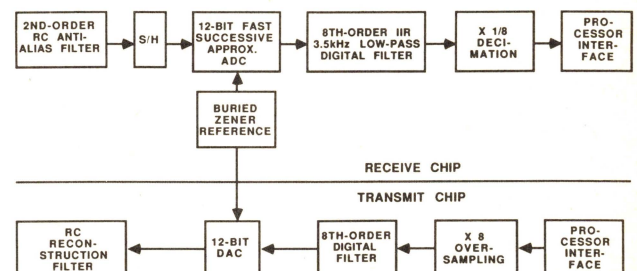 2ND-ORDER
RC ANTI-
ALIAS FILTER
S/H
12-BIT FAST
SUCCESSIVE
APPROX.
ADC
8TH-ORDER IIR
3.5kHz LOW-PASS
DIGITAL FILTER
X 1/8
DECI-
MATION
PRO-
CESSOR
INTER-
FACE
BURIED
ZENER
REFERENCE
RECEIVE CHIP
TRANSMIT CHIP
RC
RECON-
STRUCTION
FILTER
12-BIT
DAC
8TH-ORDER
DIGITAL
FILTER
X 8
OVER-
SAMPLING
PRO-
CESSOR
INTER-
FACE